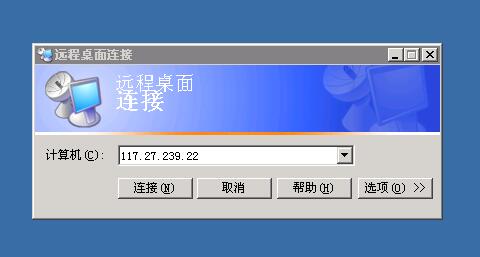 远程桌面连接
远程桌面
连接
计算机(C):
117.27.239.22
连接(N)
取消
帮助(H)
选项(O) >>